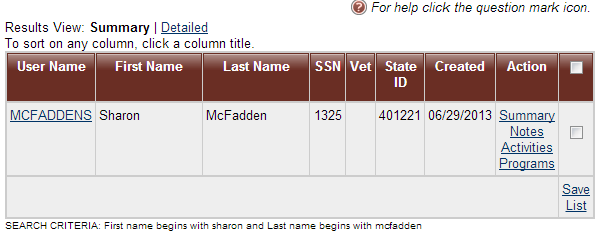 For help click the question mark icon.
Results View: Summary | Detailed
To sort on any column, click a column title.
User Name First Name Last Name SSN Vet State ID Created Action
MCFADDENS Sharon McFadden 1325 401221 06/29/2013 Summary
Notes
Activities
Programs
Save
List
SEARCH CRITERIA: First name begins with sharon and Last name begins with mcfadden